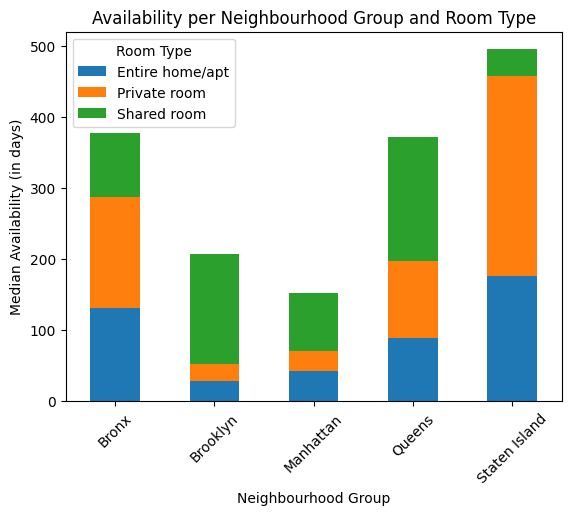 Availability per Neighbourhood Group and Room Type
Room Type
Entire home/apt
Private room
Shared room
500
400
300
200
100
0
Median Availability (in days)
Bronx
Brooklyn
Manhattan
Queens
Staten Island
Neighbourhood Group